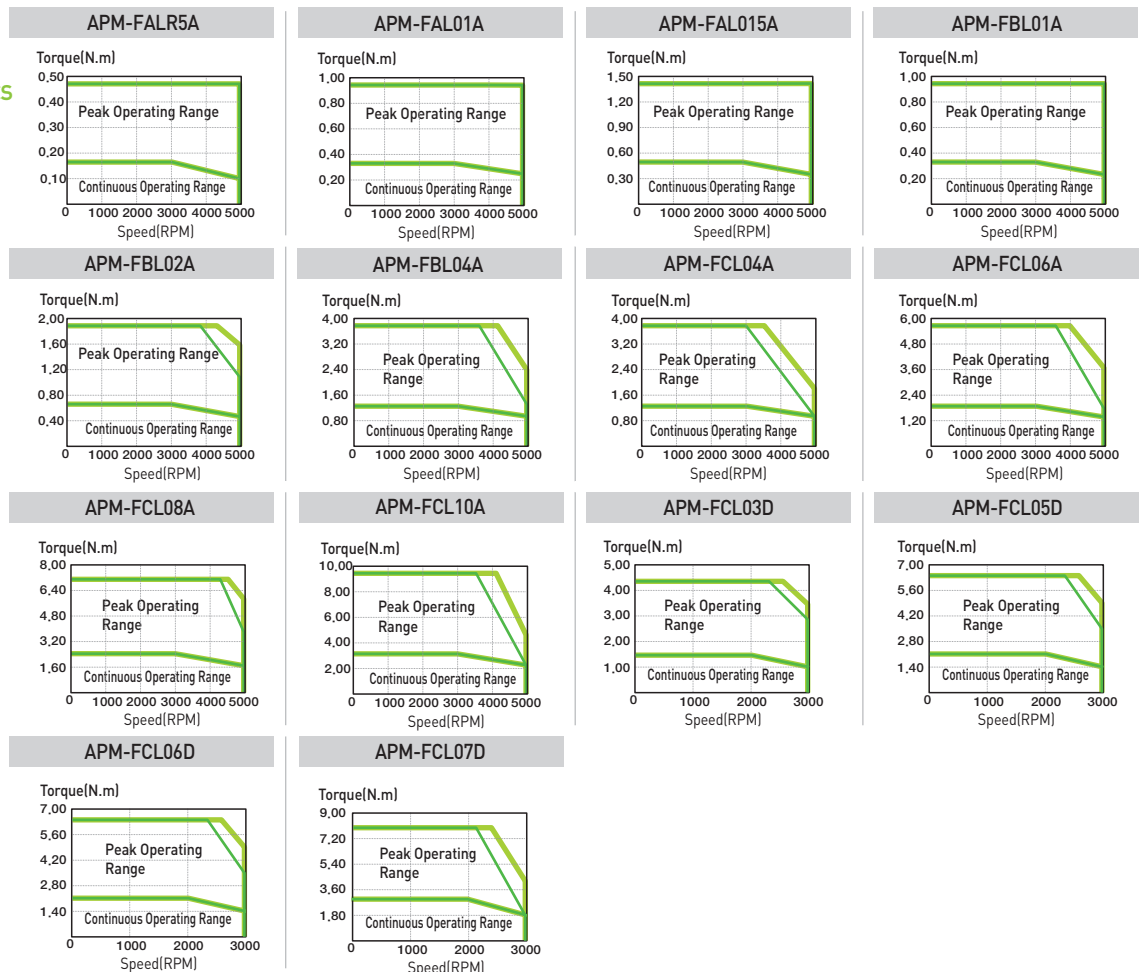 S
APM-FALR5A
Torque(N.m)
0,50
0,40
0,30
0,20
0,10
Peak Operating Range
Continuous Operating Range
0 1000 2000 3000 4000 5000
Speed(RPM)
APM-FAL01A
Torque(N.m)
1,00
0,80
0,60
0,40
0,20
Peak Operating Range
Continuous Operating Range
0 1000 2000 3000 4000 5000
Speed(RPM)
APM-FAL015A
Torque(N.m)
1,50
1,20
0,90
0,60
0,30
Peak Operating Range
Continuous Operating Range
0 1000 2000 3000 4000 5000
Speed(RPM)
APM-FBL01A
Torque(N.m)
1,00
0,80
0,60
0,40
0,20
Peak Operating Range
Continuous Operating Range
0 1000 2000 3000 4000 5000
Speed(RPM)
APM-FBL02A
Torque(N.m)
2,00
1,60
1,20
0,80
0,40
Peak Operating Range
Continuous Operating Range
0 1000 2000 3000 4000 5000
Speed(RPM)
APM-FBL04A
Torque(N.m)
4,00
3,20
2,40
1,60
0,80
Peak Operating
Range
Continuous Operating Range
0 1000 2000 3000 4000 5000
Speed(RPM)
APM-FCL04A
Torque(N.m)
4,00
3,20
2,40
1,60
0,80
Peak Operating
Range
Continuous Operating Range
0 1000 2000 3000 4000 5000
Speed(RPM)
APM-FCL06A
Torque(N.m)
6,00
4,80
3,60
2,40
1,20
Peak Operating
Range
Continuous Operating Range
0 1000 2000 3000 4000 5000
Speed(RPM)
APM-FCL08A
Torque(N.m)
8,00
6,40
4,80
3,20
1,60
Peak Operating
Range
Continuous Operating Range
0 1000 2000 3000 4000 5000
Speed(RPM)
APM-FCL10A
Torque(N.m)
10,00
8,00
6,00
4,00
2,00
Peak Operating
Range
Continuous Operating Range
0 1000 2000 3000 4000 5000
Speed(RPM)
APM-FCL03D
Torque(N.m)
5,00
4,00
3,00
2,00
1,00
Peak Operating
Range
Continuous Operating Range
0 1000 2000 3000
Speed(RPM)
APM-FCL05D
Torque(N.m)
7,00
5,60
4,20
2,80
1,40
Peak Operating
Range
Continuous Operating Range
0 1000 2000 3000
Speed(RPM)
APM-FCL06D
Torque(N.m)
7,00
5,60
4,20
2,80
1,40
Peak Operating
Range
Continuous Operating Range
0 1000 2000 3000
Speed(RPM)
APM-FCL07D
Torque(N.m)
9,00
7,20
5,40
3,60
1,80
Peak Operating
Range
Continuous Operating Range
0 1000 2000 3000
Speed(RPM)